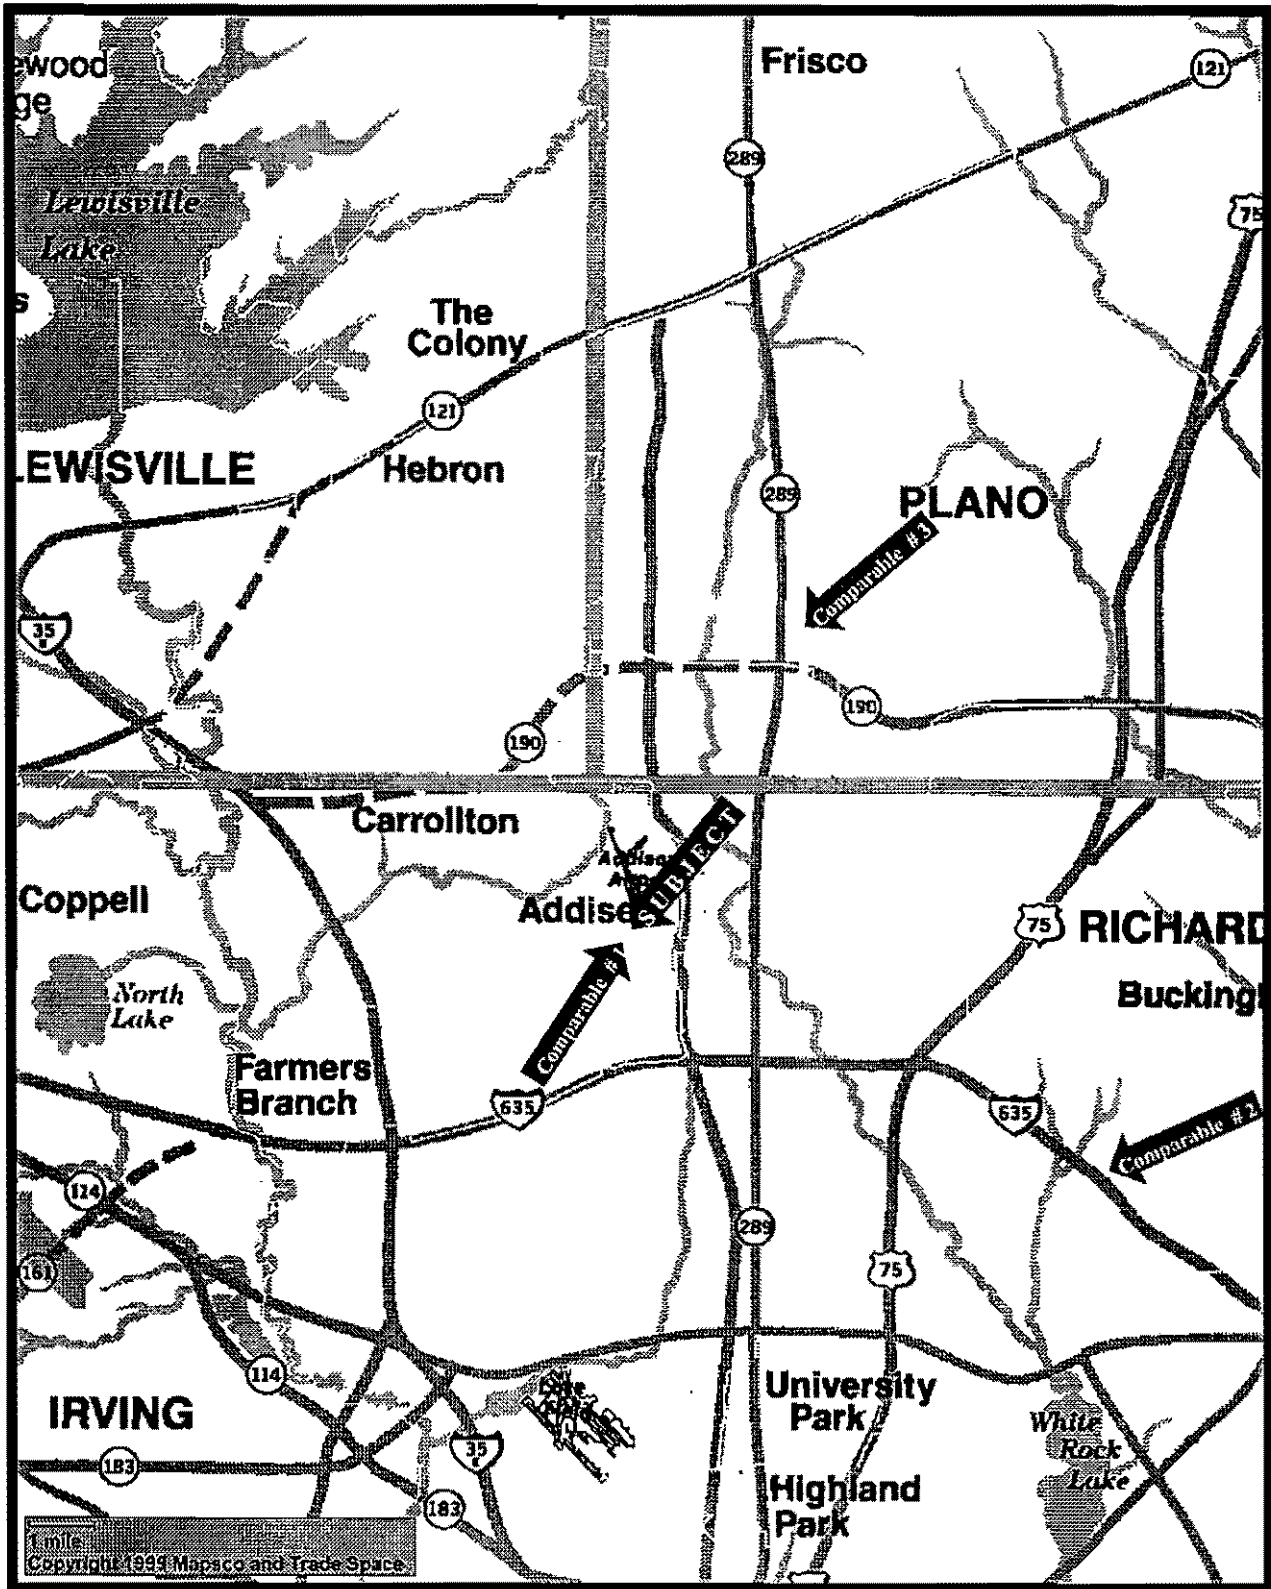 Frisco
ewood
ge
121
289
Lewisville
Lake
75
s
The
Colony
121
LEWISVILLE
Hebron
289
PLANO
Comparable #3
35
190
190
Carrollton
SUBJECT
Coppell
75
RICHARD
North
Lake
Comparable
Farmers
Branch
635
635
Comparable #2
114
161
289
75
114
University
Park
IRVING
White
Rock
Lake
35
183
183
Highland
Park
1 mile
Copyright 1999 Mapsco and Trade Space